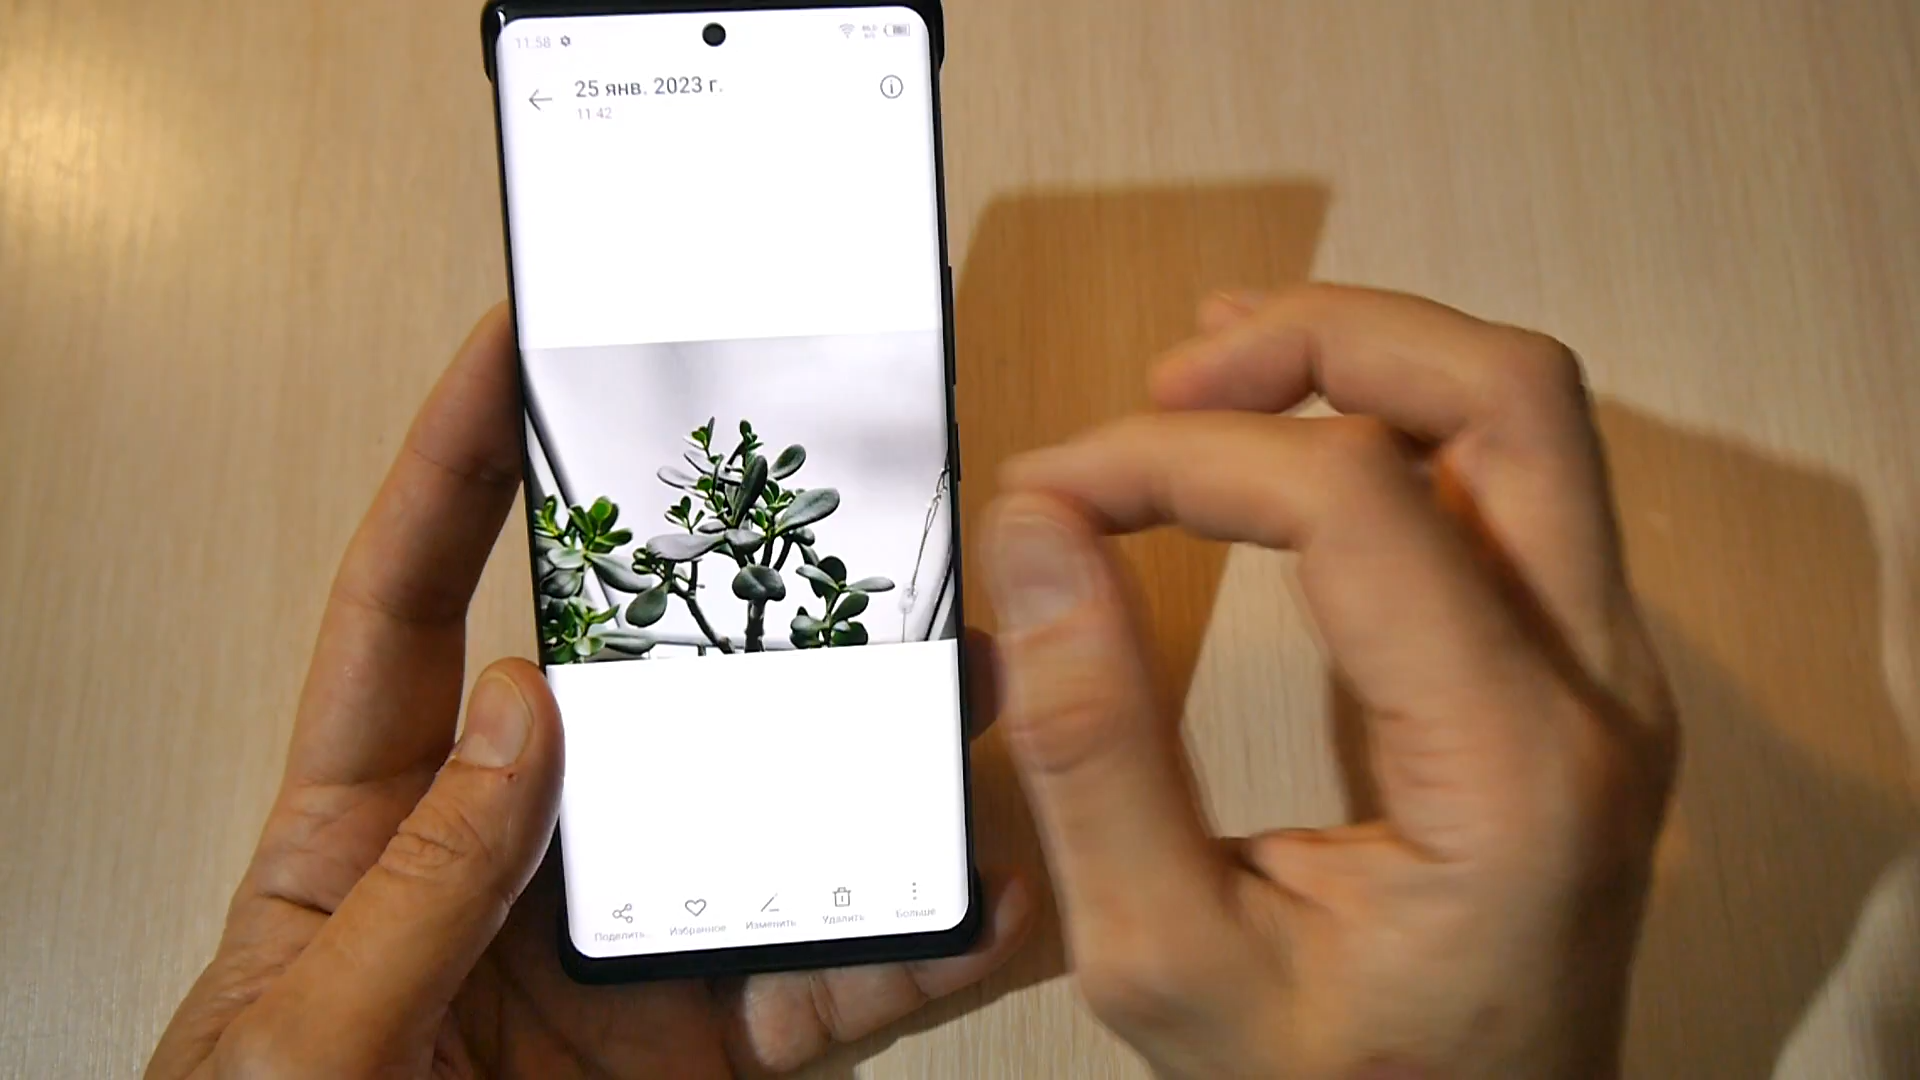 11:58
25 янв. 2023 г.
11:42
Поделить...
Избранное
Изменить
Удалить
Больше